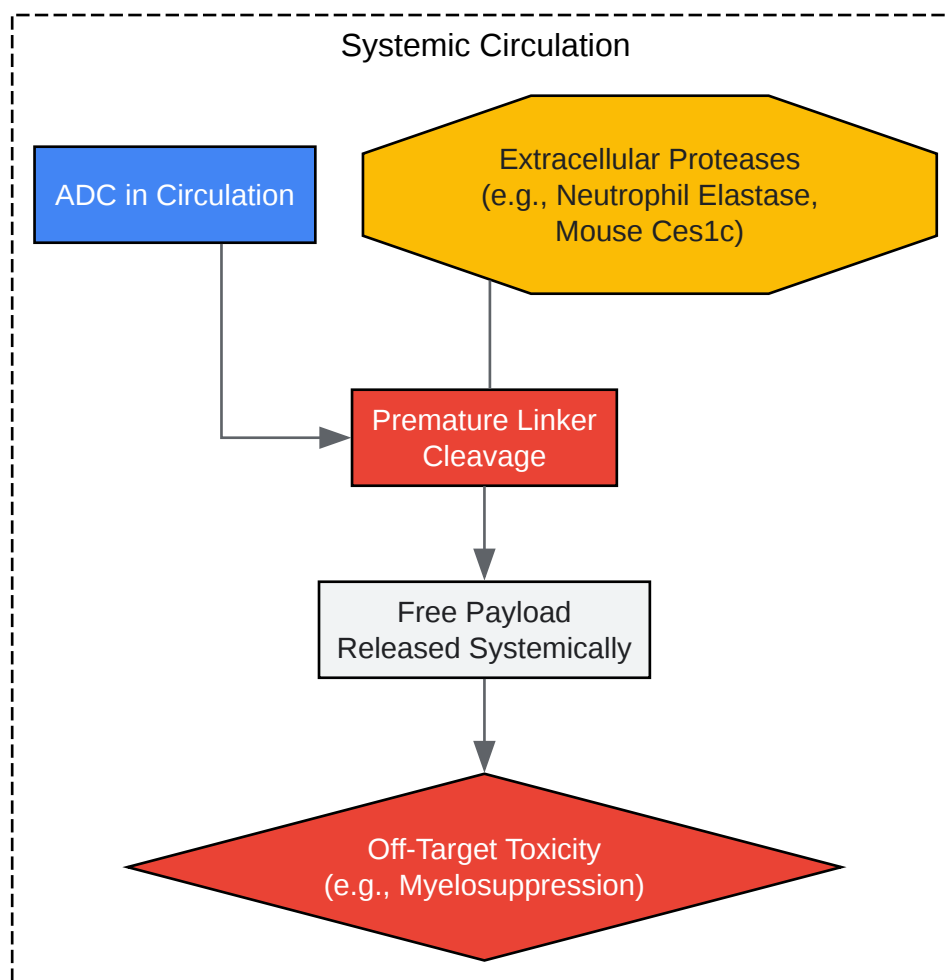 Systemic Circulation
ADC in Circulation
Extracellular Proteases
(e.g., Neutrophil Elastase,
Mouse Ces1c)
Premature Linker
Cleavage
Free Payload
Released Systemically
Off-Target Toxicity
(e.g., Myelosuppression)